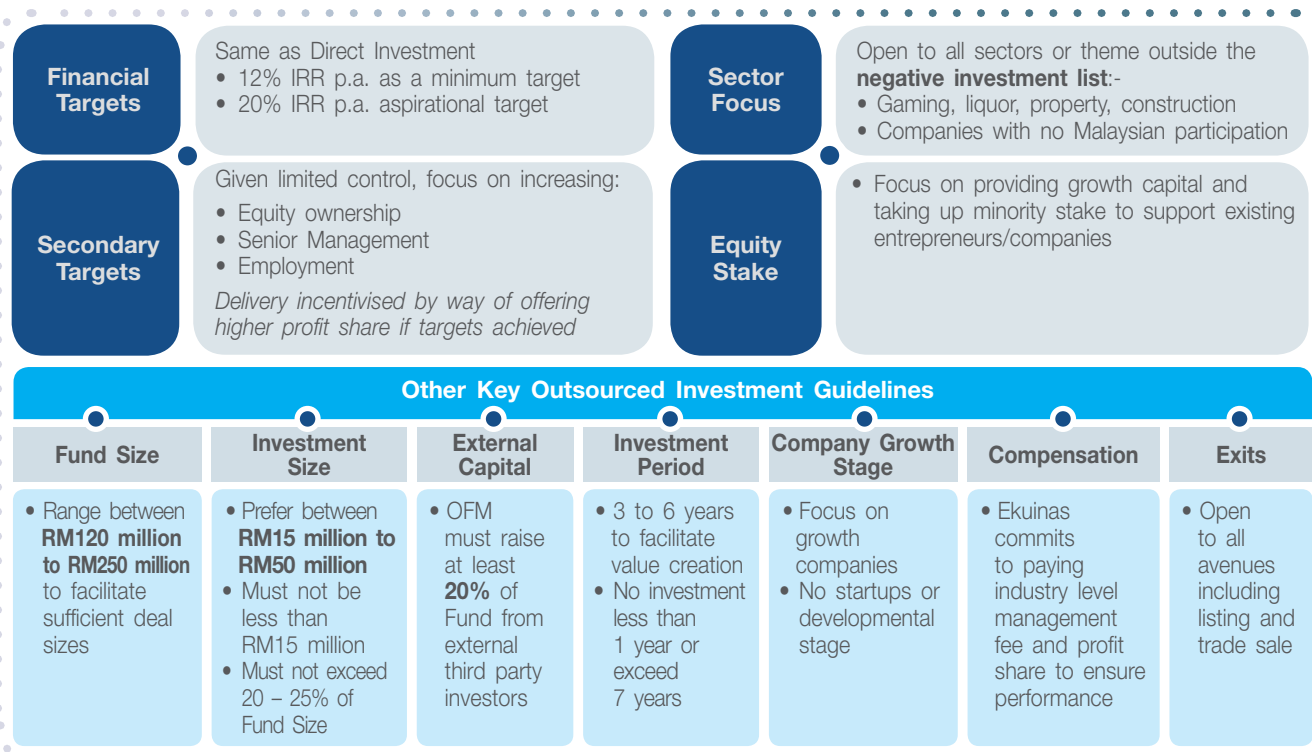 Financial
Targets
Same as Direct Investment
• 12% IRR p.a. as a minimum target
• 20% IRR p.a. aspirational target
Sector
Focus
Open to all sectors or theme outside the
negative investment list:-
• Gaming, liquor, property, construction
• Companies with no Malaysian participation
Secondary
Targets
Given limited control, focus on increasing:
• Equity ownership
• Senior Management
• Employment
Delivery incentivised by way of offering
higher profit share if targets achieved
Equity
Stake
• Focus on providing growth capital and
taking up minority stake to support existing
entrepreneurs/companies
Other Key Outsourced Investment Guidelines
Fund Size
• Range between
RM120 million
to RM250 million
to facilitate
sufficient deal
sizes
Investment
Size
• Prefer between
RM15 million to
RM50 million
• Must not be
less than
RM15 million
• Must not exceed
20 – 25% of
Fund Size
External
Capital
• OFM
must raise
at least
20% of
Fund from
external
third party
investors
Investment
Period
• 3 to 6 years
to facilitate
value creation
• No investment
less than
1 year or
exceed
7 years
Company Growth
Stage
• Focus on
growth
companies
• No startups or
developmental
stage
Compensation
• Ekuinas
commits
to paying
industry level
management
fee and profit
share to ensure
performance
Exits
• Open
to all
avenues
including
listing and
trade sale